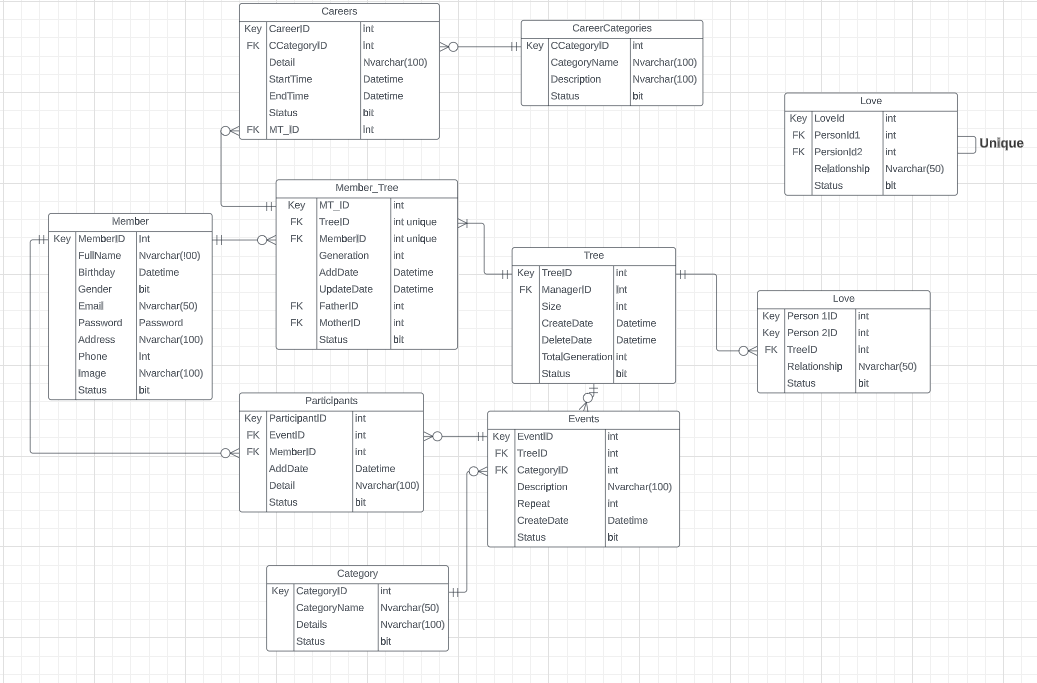 Careers
Key CareerID int
FK CCategoryID int
Detail Nvarchar(100)
StartTime Datetime
EndTime Datetime
Status bit
FK MT_ID int
CareerCategories
Key CCategoryID int
CategoryName Nvarchar(100)
Description Nvarchar(100)
Status bit
Love
Key LoveId int
FK PersonId1 int
FK PersionId2 int
Relationship Nvarchar(50)
Status bit
Unique
Member_Tree
Key MT_ID int
FK TreeID int unique
FK MemberID int unique
Generation int
AddDate Datetime
UpdateDate Datetime
FK FatherID int
FK MotherID int
Status bit
Member
Key MemberID Int
FullName Nvarchar(!00)
Birthday Datetime
Gender bit
Email Nvarchar(50)
Password Password
Address Nvarchar(100)
Phone Int
Image Nvarchar(100)
Status bit
Tree
Key TreeID int
FK ManagerID Int
Size Int
CreateDate Datetime
DeleteDate Datetime
TotalGeneration int
Status bit
Love
Key Person 1ID int
Key Person 2ID int
FK TreeID int
Relationship Nvarchar(50)
Status bit
Participants
Key ParticipantID int
FK EventID int
FK MemberID int
AddDate Datetime
Detail Nvarchar(100)
Status bit
Events
Key EventID int
FK TreeID int
FK CategoryID int
Description Nvarchar(100)
Repeat int
CreateDate Datetime
Status bit
Category
Key CategoryID int
CategoryName Nvarchar(50)
Details Nvarchar(100)
Status bit